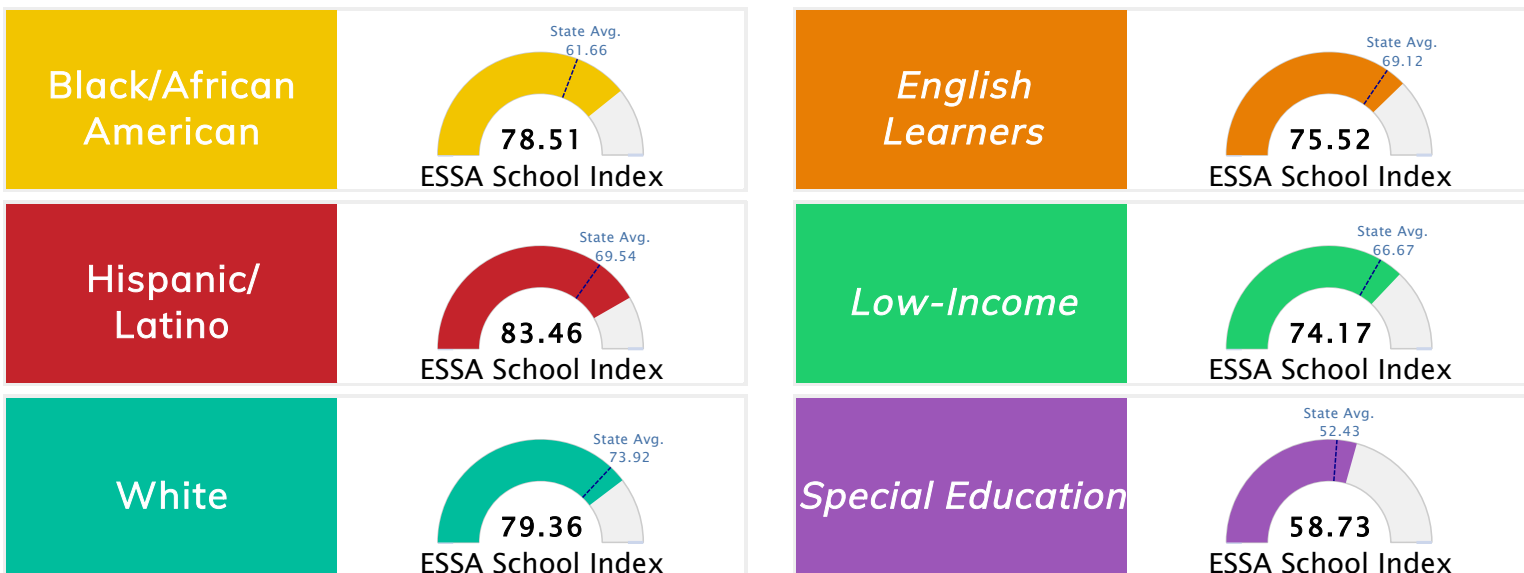 Black/African
American
State Avg.
61.66
78.51
ESSA School Index
English
Learners
State Avg.
69.12
75.52
ESSA School Index
Hispanic/
Latino
State Avg.
69.54
83.46
ESSA School Index
Low-Income
State Avg.
66.67
74.17
ESSA School Index
White
State Avg.
73.92
79.36
ESSA School Index
Special Education
State Avg.
52.43
58.73
ESSA School Index